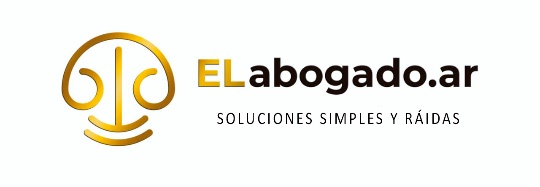 ELabogado.ar
SOLUCIONES SIMPLES Y RÁIDAS